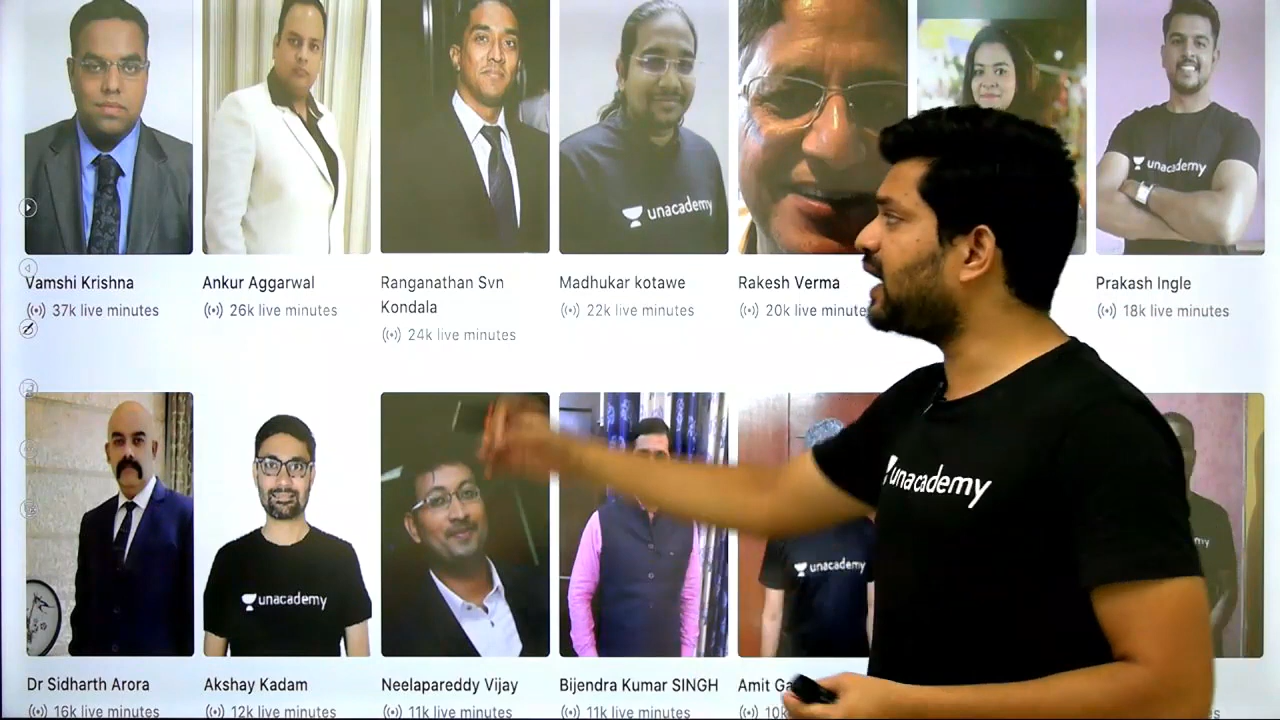 unacademy
unacademy
Vamshi Krishna
37k live minutes
Ankur Aggarwal
26k live minutes
Ranganathan Svn
Kondala
24k live minutes
Madhukar kotawe
22k live minutes
Rakesh Verma
20k live minute
Prakash Ingle
18k live minutes
unacademy
unacademy
unacademy
my
Dr Sidharth Arora
16k live minutes
Akshay Kadam
12k live minutes
Neelapareddy Vijay
11k live minutes
Bijendra Kumar SINGH
11k live minutes
Amit
10k